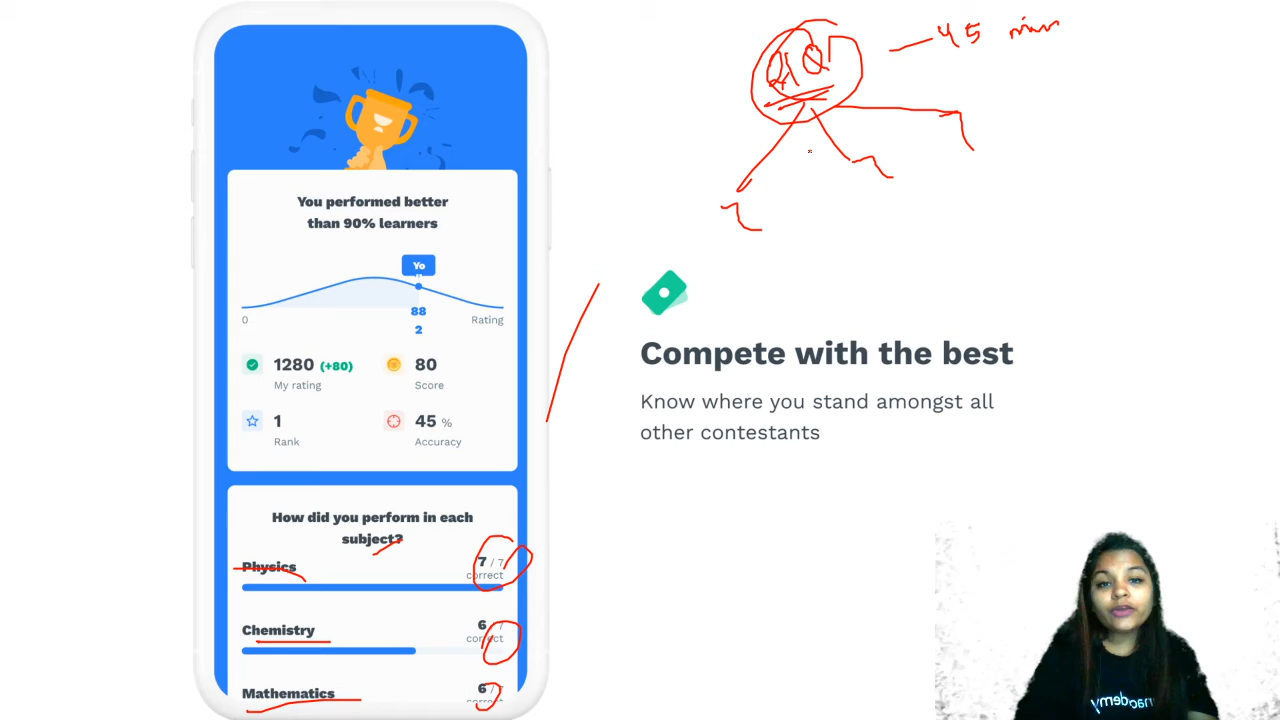 You performed better
than 90% learners
Yo
88
2
0
Rating
1280 (+80)
My rating
80
Score
1
Rank
45 %
Accuracy
How did you perform in each
subject?
Physics
7 / 7
correct
Chemistry
6 / 7
correct
Mathematics
6
45 min
Compete with the best
Know where you stand amongst all
other contestants